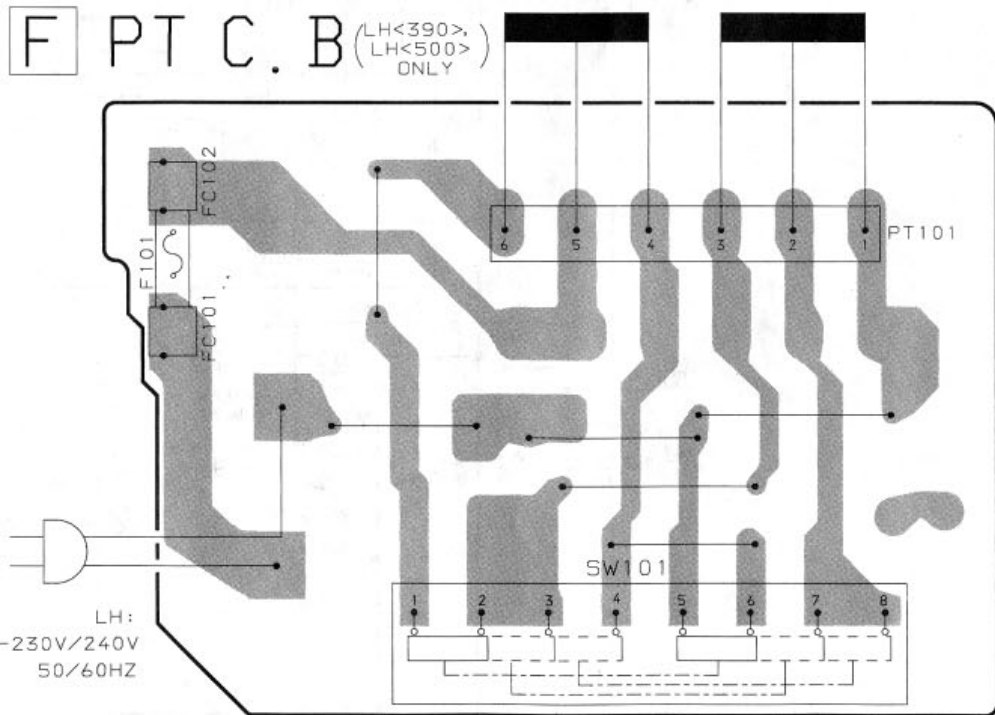 F PT C. B (LH<390>,
LH<500>
ONLY)
FC102
F101
FC101
6 5 4 3 2 1 PT101
SW101
1 2 3 4 5 6 7 8
LH:
-230V/240V
50/60HZ